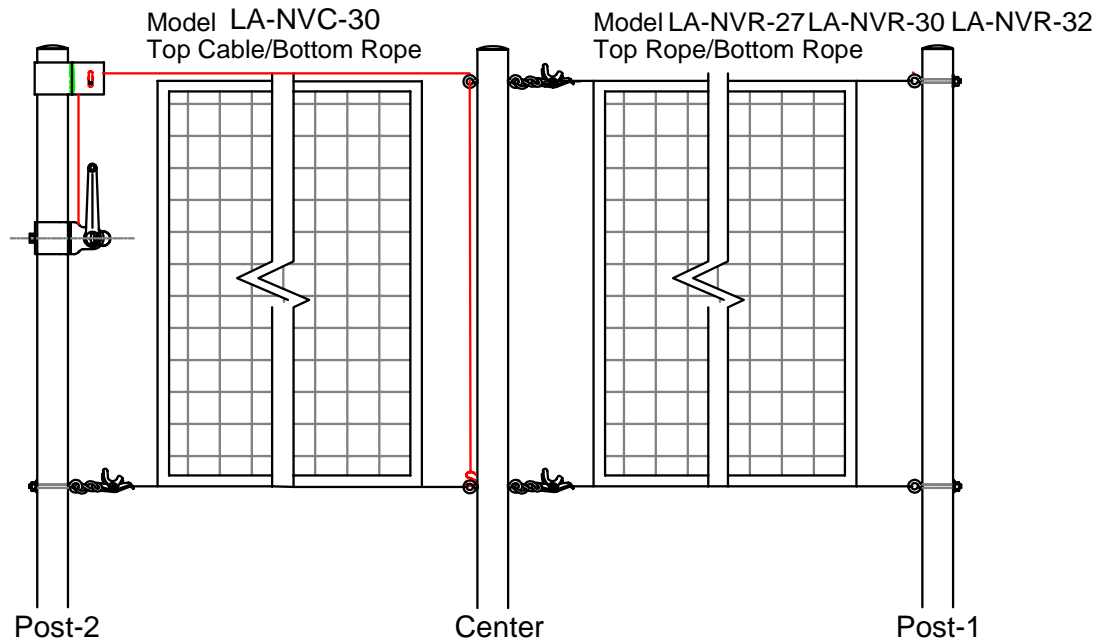 Model LA-NVC-30
Top Cable/Bottom Rope
Model LA-NVR-27 LA-NVR-30 LA-NVR-32
Top Rope/Bottom Rope
Post-2
Center
Post-1